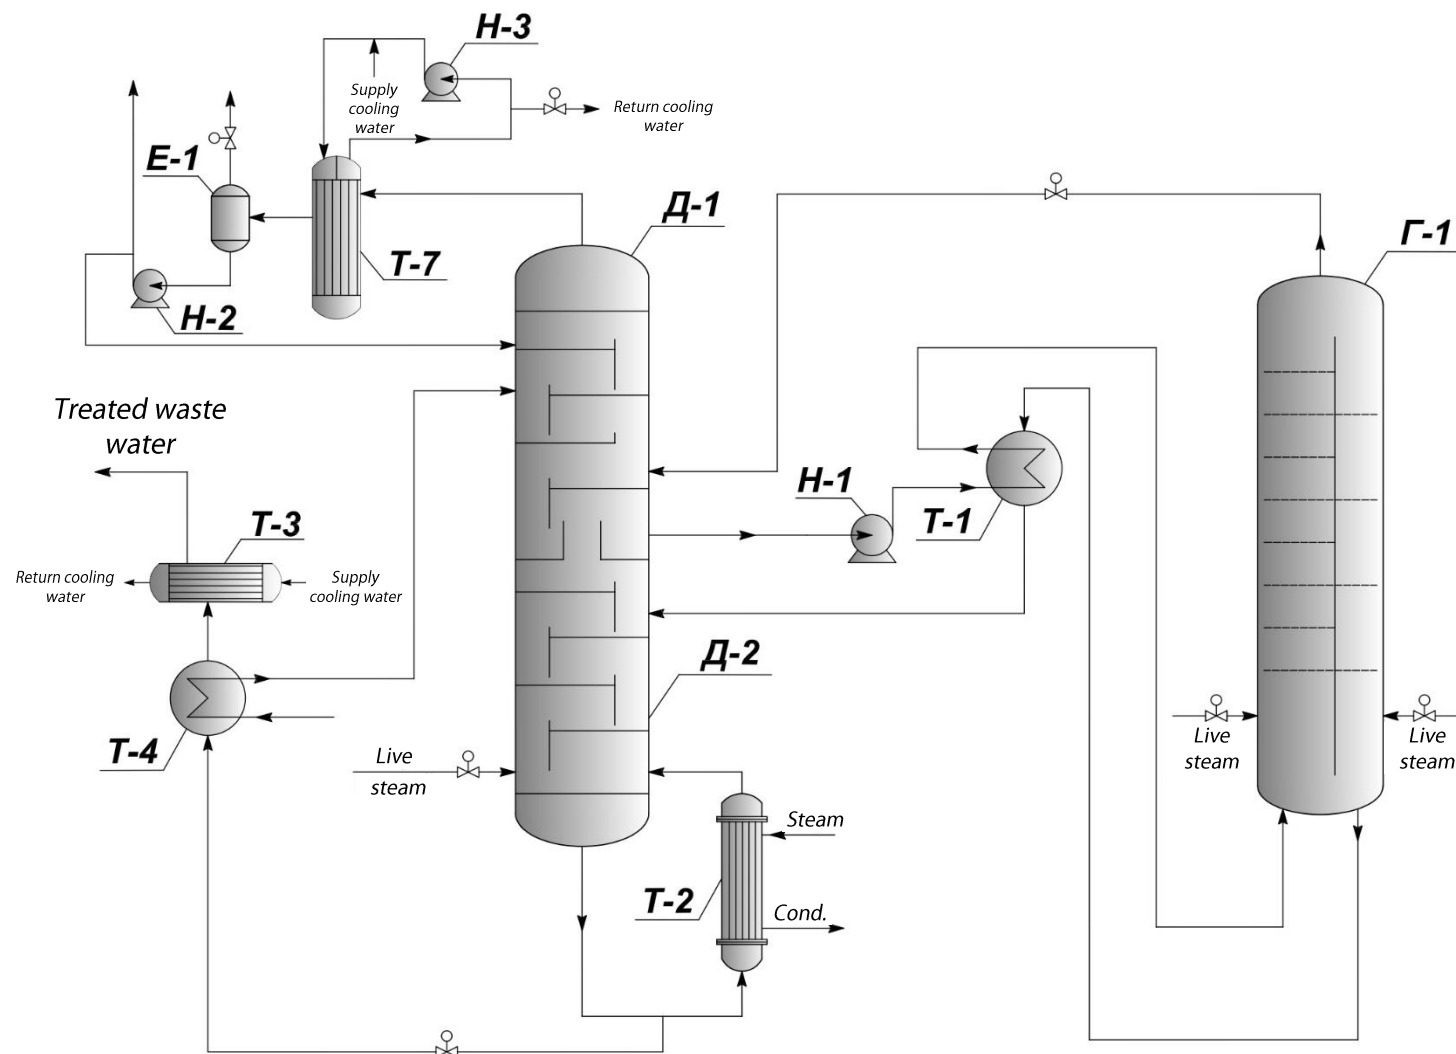 Н-3
Supply
cooling
water
Return cooling
water
Е-1
Д-1
Т-7
Г-1
Н-2
Treated waste
water
Н-1
Т-3
Т-1
Return cooling
water
Supply
cooling water
Д-2
Т-4
Live
steam
Live
steam
Live
steam
Steam
Т-2
Cond.